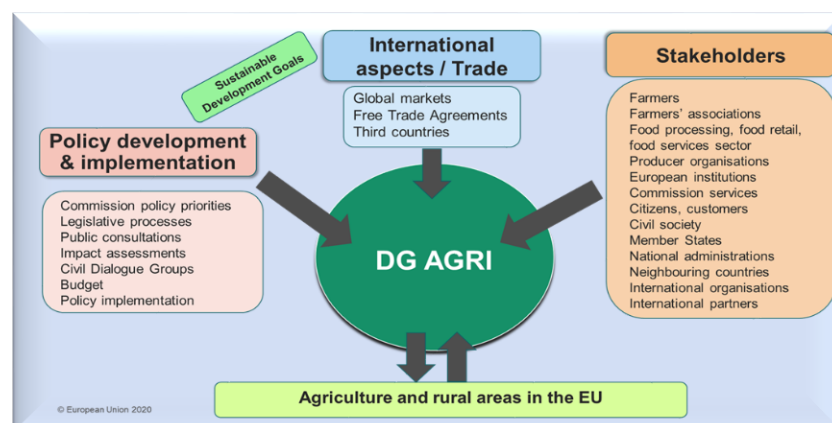 Sustainable
Development Goals
International
aspects / Trade
Global markets
Free Trade Agreements
Third countries
Stakeholders
Farmers
Farmers' associations
Food processing, food retail,
food services sector
Producer organisations
European institutions
Commission services
Citizens, customers
Civil society
Member States
National administrations
Neighbouring countries
International organisations
International partners
Policy development
& implementation
Commission policy priorities
Legislative processes
Public consultations
Impact assessments
Civil Dialogue Groups
Budget
Policy implementation
DG AGRI
Agriculture and rural areas in the EU
© European Union 2020